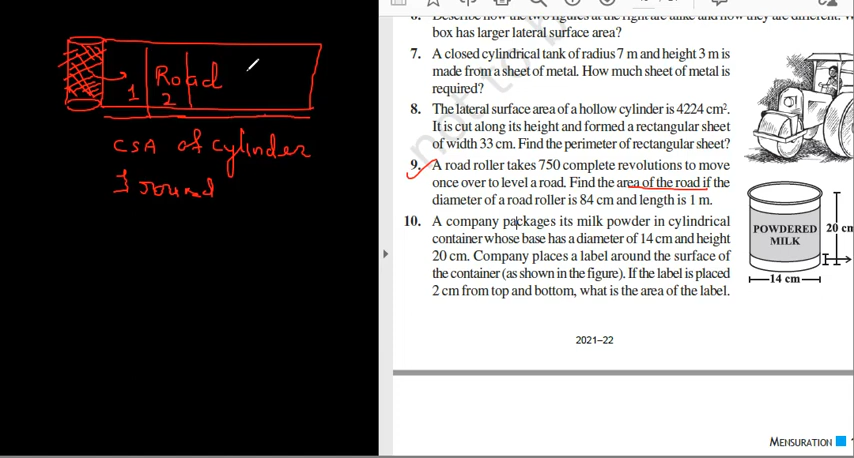 1
Road
2
CSA of cylinder
1 round
box has larger lateral surface area?
7. A closed cylindrical tank of radius 7 m and height 3 m is
made from a sheet of metal. How much sheet of metal is
required?
8. The lateral surface area of a hollow cylinder is 4224 cm².
It is cut along its height and formed a rectangular sheet
of width 33 cm. Find the perimeter of rectangular sheet?
9. A road roller takes 750 complete revolutions to move
once over to level a road. Find the area of the road if the
diameter of a road roller is 84 cm and length is 1 m.
10. A company packages its milk powder in cylindrical
container whose base has a diameter of 14 cm and height
20 cm. Company places a label around the surface of
the container (as shown in the figure). If the label is placed
2 cm from top and bottom, what is the area of the label.
POWDERED
MILK
20 cm
14 cm
2021–22
MENSURATION